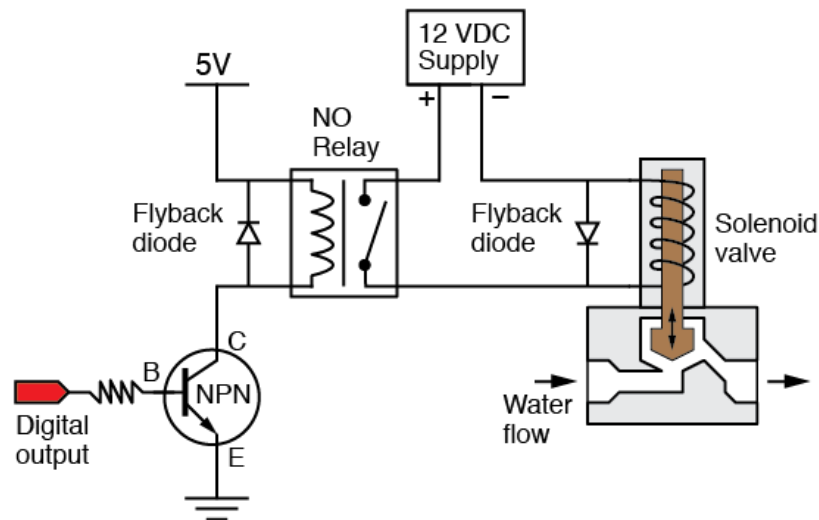 12 VDC
Supply
+
−
5V
NO
Relay
Flyback
diode
Flyback
diode
Solenoid
valve
C
B
NPN
E
Digital
output
Water
flow